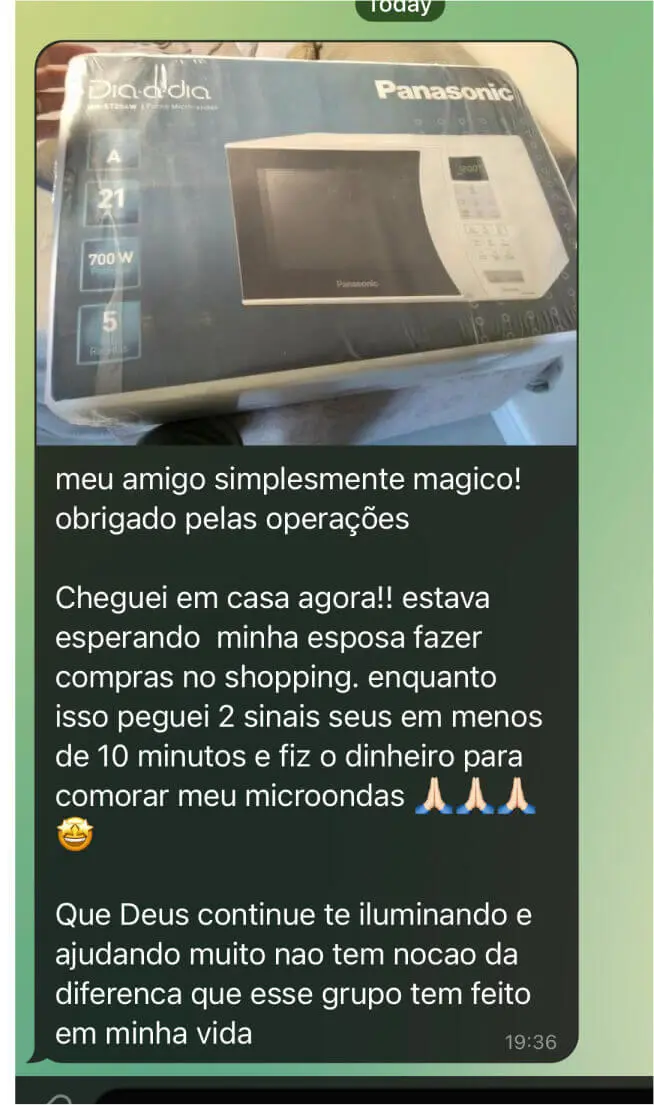 Today
Dia-a-dia
Panasonic
A
21
700 W
5
Panasonic
meu amigo simplesmente magico!
obrigado pelas operações
Cheguei em casa agora!! estava
esperando  minha esposa fazer
compras no shopping. enquanto
isso peguei 2 sinais seus em menos
de 10 minutos e fiz o dinheiro para
comorar meu microondas 🙏🏻🙏🏻🙏🏻
🤩
Que Deus continue te iluminando e
ajudando muito nao tem nocao da
diferenca que esse grupo tem feito
em minha vida
19:36